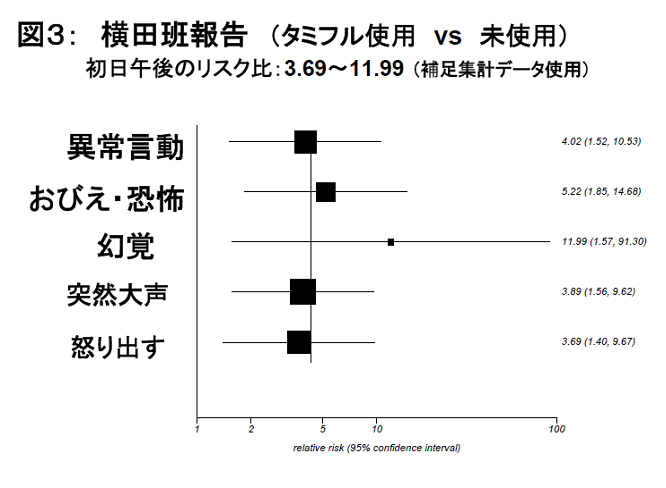 図３： 横田班報告 （タミフル使用 vs 未使用）
初日午後のリスク比：3.69～11.99 （補足集計データ使用）
異常言動 4.02 (1.52, 10.53)
おびえ・恐怖 5.22 (1.85, 14.68)
幻覚 11.99 (1.57, 91.30)
突然大声 3.89 (1.56, 9.62)
怒り出す 3.69 (1.40, 9.67)
1 2 5 10 100
relative risk (95% confidence interval)